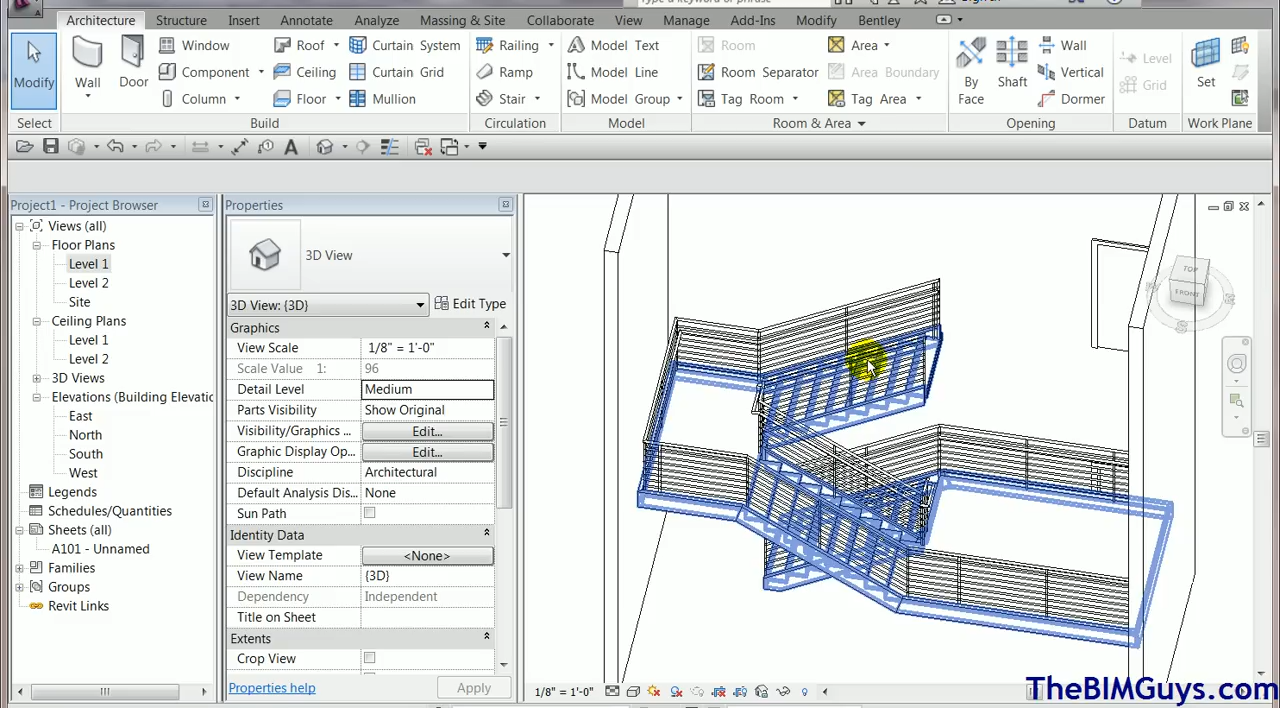 Architecture Structure Insert Annotate Analyze Massing & Site Collaborate View Manage Add-Ins Modify Bentley
Modify
Wall
Door
Window
Component
Column
Roof
Ceiling
Floor
Curtain System
Curtain Grid
Mullion
Railing
Ramp
Stair
Model Text
Model Line
Model Group
Room
Room Separator
Tag Room
Area
Area Boundary
Tag Area
By
Face
Shaft
Wall
Vertical
Dormer
Level
Grid
Set
Select Build Circulation Model Room & Area Opening Datum Work Plane
Project1 - Project Browser
Views (all)
Floor Plans
Level 1
Level 2
Site
Ceiling Plans
Level 1
Level 2
3D Views
Elevations (Building Elevatio
East
North
South
West
Legends
Schedules/Quantities
Sheets (all)
A101 - Unnamed
Families
Groups
Revit Links
Properties
3D View
3D View: {3D} Edit Type
Graphics
View Scale 1/8" = 1'-0"
Scale Value 1: 96
Detail Level Medium
Parts Visibility Show Original
Visibility/Graphics ... Edit...
Graphic Display Op... Edit...
Discipline Architectural
Default Analysis Dis... None
Sun Path
Identity Data
View Template <None>
View Name {3D}
Dependency Independent
Title on Sheet
Extents
Crop View
Properties help Apply
TOP
FRONT
S
1/8" = 1'-0"
TheBIMGuys.com